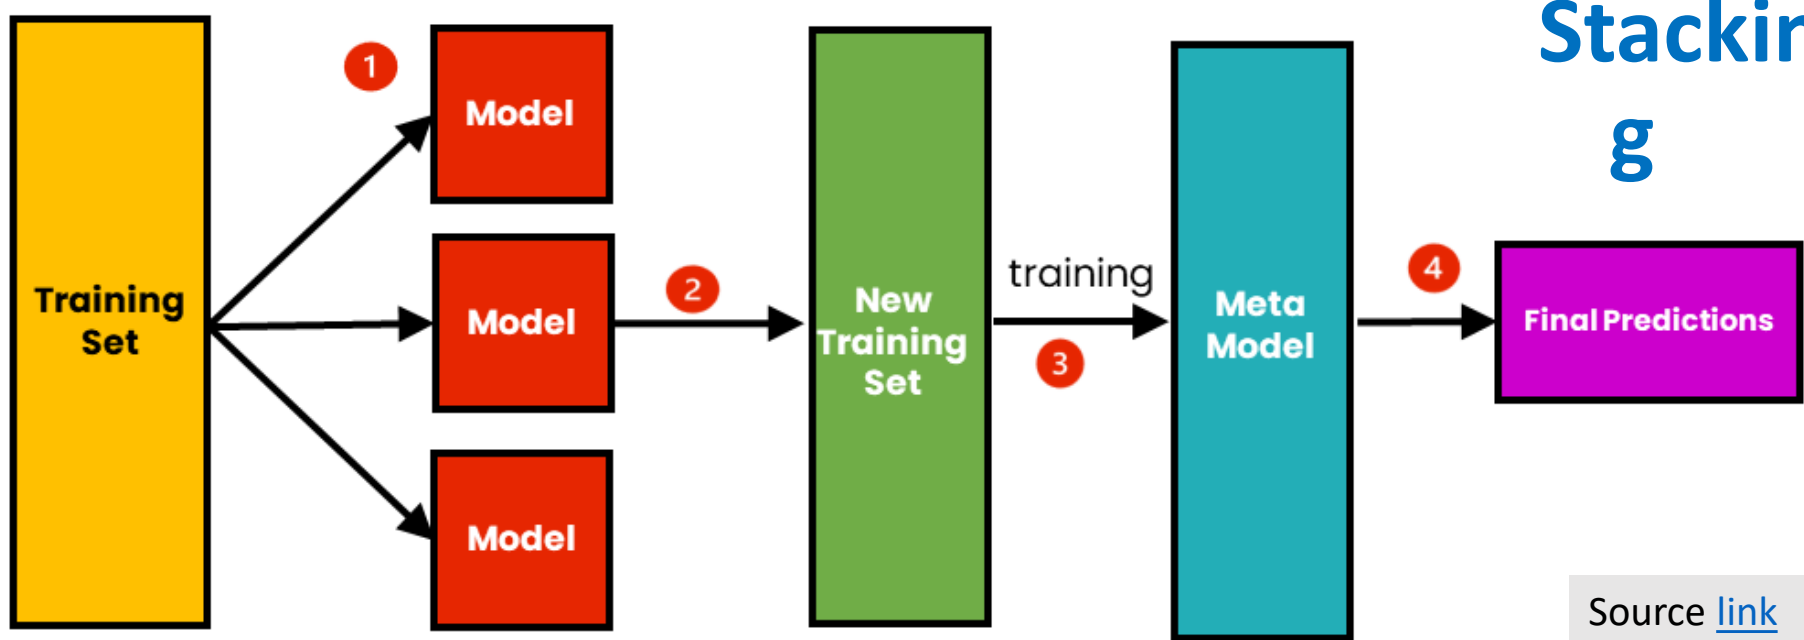 Stackin
g
1
Model
Training
Set
Model
2
Model
New
Training
Set
training
3
Meta
Model
4
Final Predictions
Source link